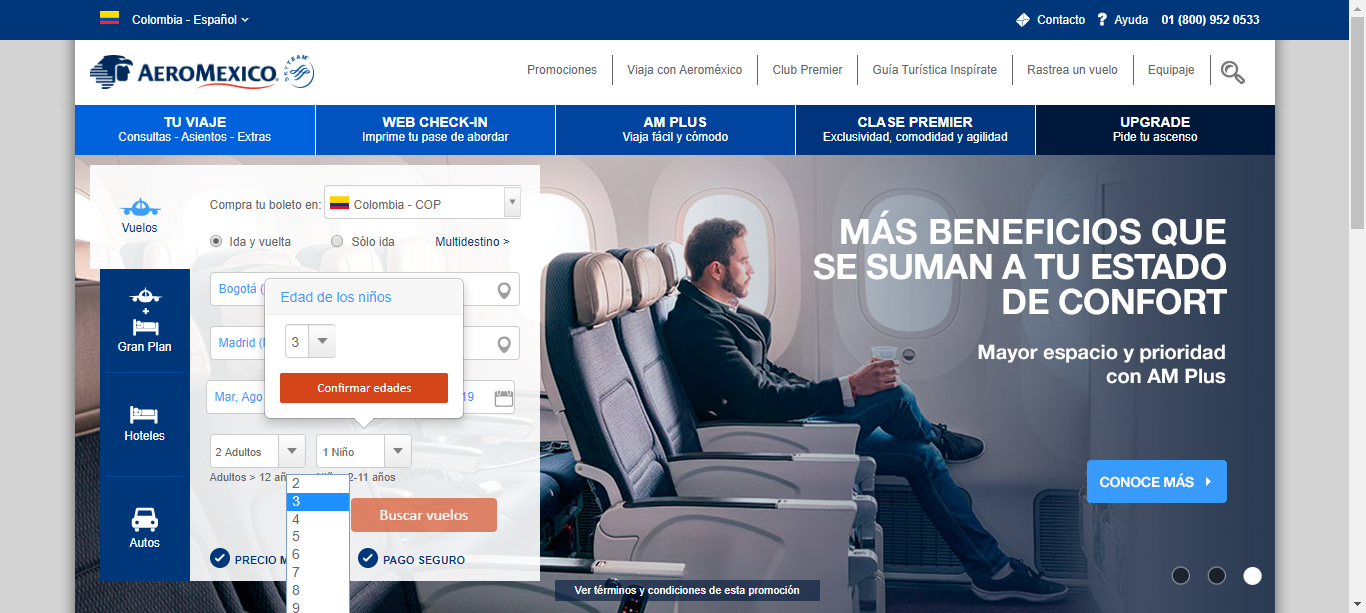 Colombia - Español
Contacto
Ayuda
01 (800) 952 0533
AEROMEXICO.
SKYTEAM
Promociones
Viaja con Aeroméxico
Club Premier
Guía Turística Inspírate
Rastrea un vuelo
Equipaje
TU VIAJE
Consultas - Asientos - Extras
WEB CHECK-IN
Imprime tu pase de abordar
AM PLUS
Viaja fácil y cómodo
CLASE PREMIER
Exclusividad, comodidad y agilidad
UPGRADE
Pide tu ascenso
Vuelos
+
Gran Plan
Hoteles
Autos
Compra tu boleto en:
Colombia - COP
Ida y vuelta
Sólo ida
Multidestino >
Bogotá (
Edad de los niños
Madrid (
3
Confirmar edades
Mar, Ago
19
2 Adultos
1 Niño
Adultos > 12 añ
2-11 años
2
3
4
5
6
7
8
9
Buscar vuelos
PRECIO M
PAGO SEGURO
MÁS BENEFICIOS QUE
SE SUMAN A TU ESTADO
DE CONFORT
Mayor espacio y prioridad
con AM Plus
CONOCE MÁS
Ver términos y condiciones de esta promoción